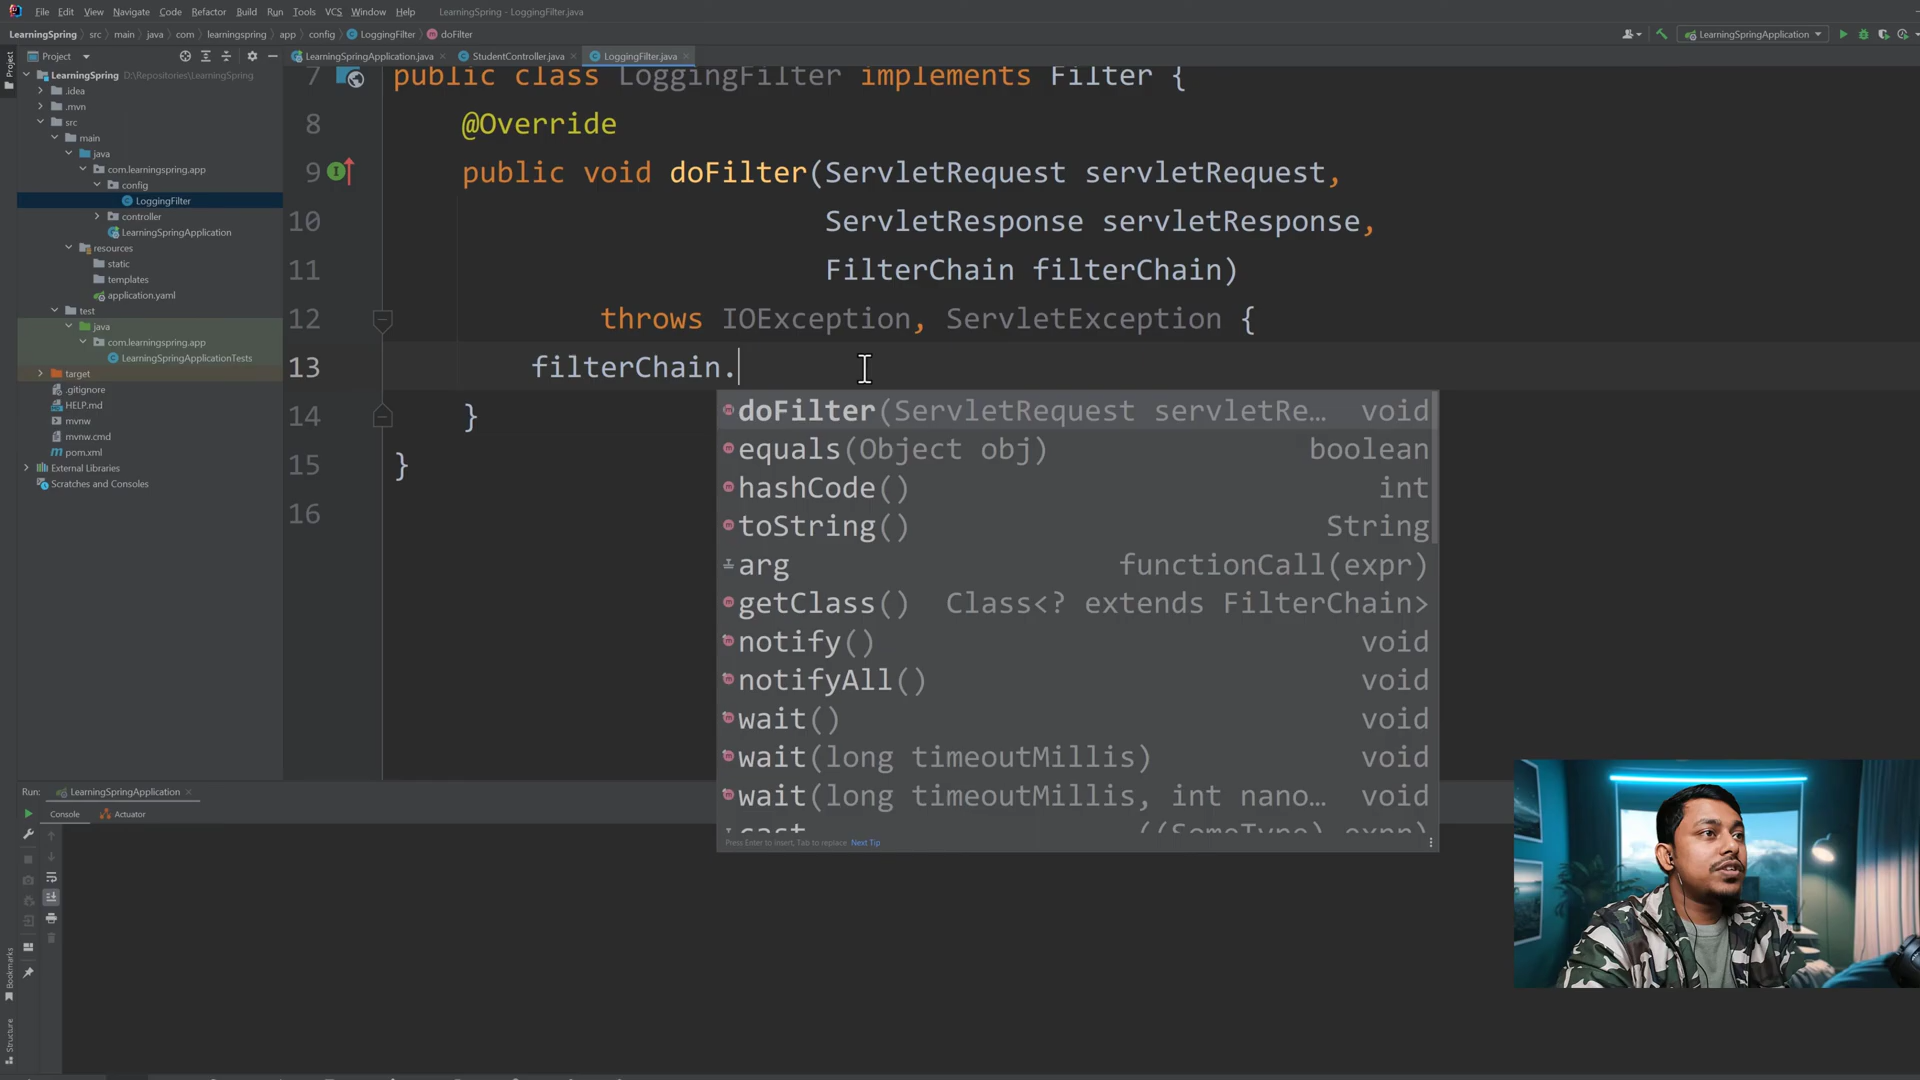 File Edit View Navigate Code Refactor Build Run Tools VCS Window Help LearningSpring - LoggingFilter.java
LearningSpring src main java com learningspring app config LoggingFilter doFilter LearningSpringApplication
Project
Project LearningSpringApplication.java StudentController.java LoggingFilter.java
LearningSpring D:\Repositories\LearningSpring
.idea
.mvn
src
main
java
com.learningspring.app
config
LoggingFilter
controller
LearningSpringApplication
resources
static
templates
application.yaml
test
java
com.learningspring.app
LearningSpringApplicationTests
target
.gitignore
HELP.md
mvnw
mvnw.cmd
pom.xml
External Libraries
Scratches and Consoles
7 public class LoggingFilter implements Filter {
8 @Override
9 public void doFilter(ServletRequest servletRequest,
10 ServletResponse servletResponse,
11 FilterChain filterChain)
12 throws IOException, ServletException {
13 filterChain.
14 }
15 }
16
doFilter(ServletRequest servletRe… void
equals(Object obj) boolean
hashCode() int
toString() String
arg functionCall(expr)
getClass() Class<? extends FilterChain>
notify() void
notifyAll() void
wait() void
wait(long timeoutMillis) void
wait(long timeoutMillis, int nano… void
cast ((SomeType) expr)
Press Enter to insert, Tab to replace Next Tip
Run: LearningSpringApplication
Console Actuator
Bookmarks
Structure